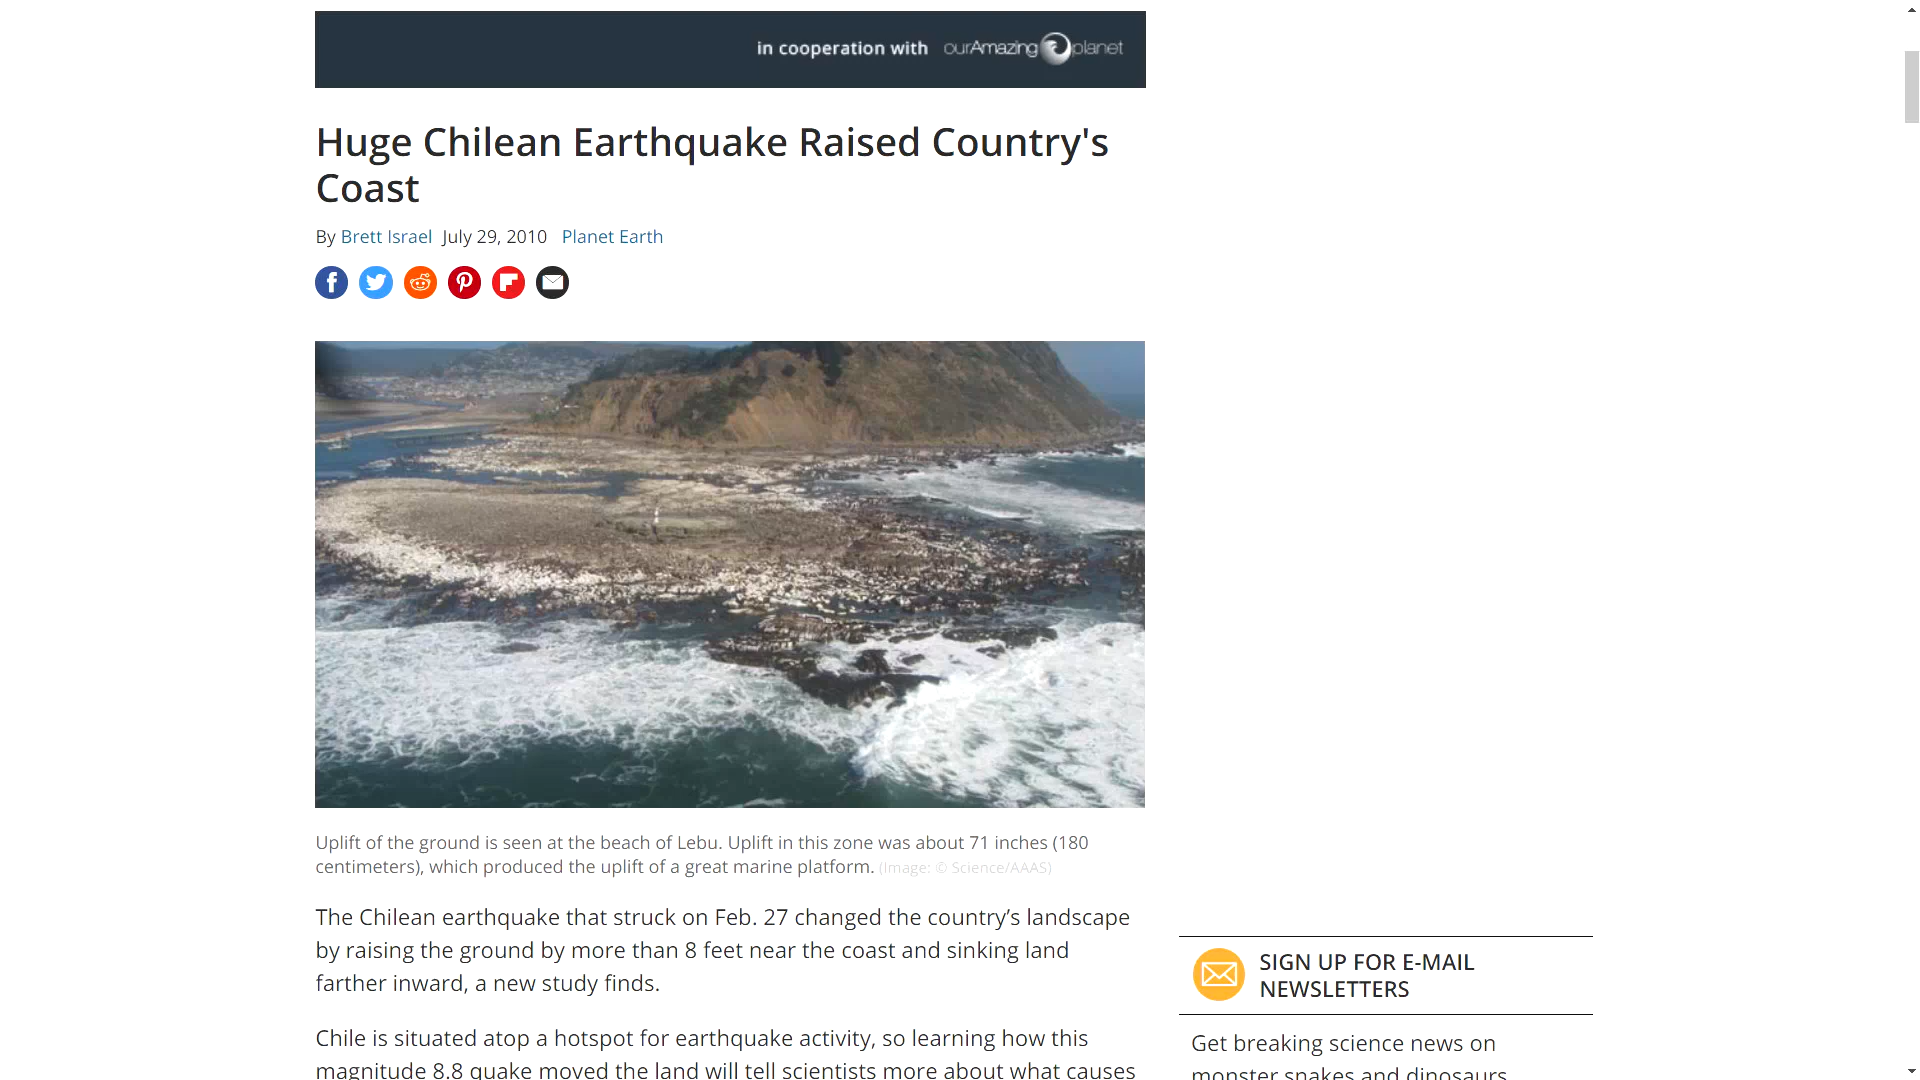 in cooperation with ourAmazing planet
Huge Chilean Earthquake Raised Country's
Coast
By Brett Israel July 29, 2010 Planet Earth
Uplift of the ground is seen at the beach of Lebu. Uplift in this zone was about 71 inches (180
centimeters), which produced the uplift of a great marine platform. (Image: © Science/AAAS)
The Chilean earthquake that struck on Feb. 27 changed the country’s landscape
by raising the ground by more than 8 feet near the coast and sinking land
farther inward, a new study finds.
Chile is situated atop a hotspot for earthquake activity, so learning how this
magnitude 8.8 quake moved the land will tell scientists more about what causes
SIGN UP FOR E-MAIL
NEWSLETTERS
Get breaking science news on
monster snakes and dinosaurs